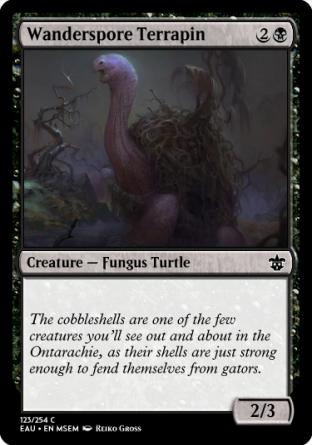 Wanderspore Terrapin 2
Creature — Fungus Turtle
The cobbleshells are one of the few
creatures you'll see out and about in the
Ontarachie, as their shells are just strong
enough to fend themselves from gators.
2/3
123/254 C
EAU • EN MSEM Reiko Gross